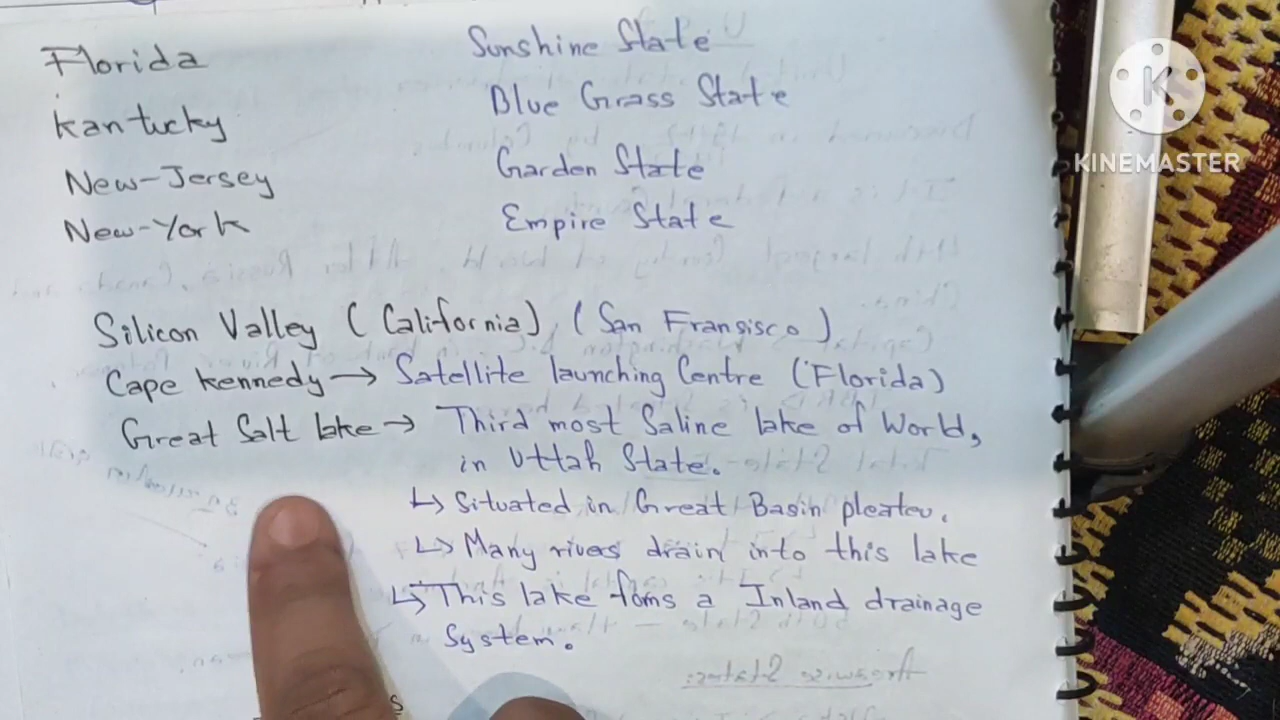 Florida Sunshine State
Kantucky Blue Grass State
New-Jersey Garden State
New-York Empire State
Silicon Valley (California), (San Fransisco)
Cape Kennedy → Satellite launching Centre (Florida)
Great Salt lake → Third most Saline lake of World,
in Uttah State.
↳ Situated in Great Basin pleateu.
↳ Many rivers drain into this lake
↳ This lake foms a Inland drainage
System.
K
KINEMASTER